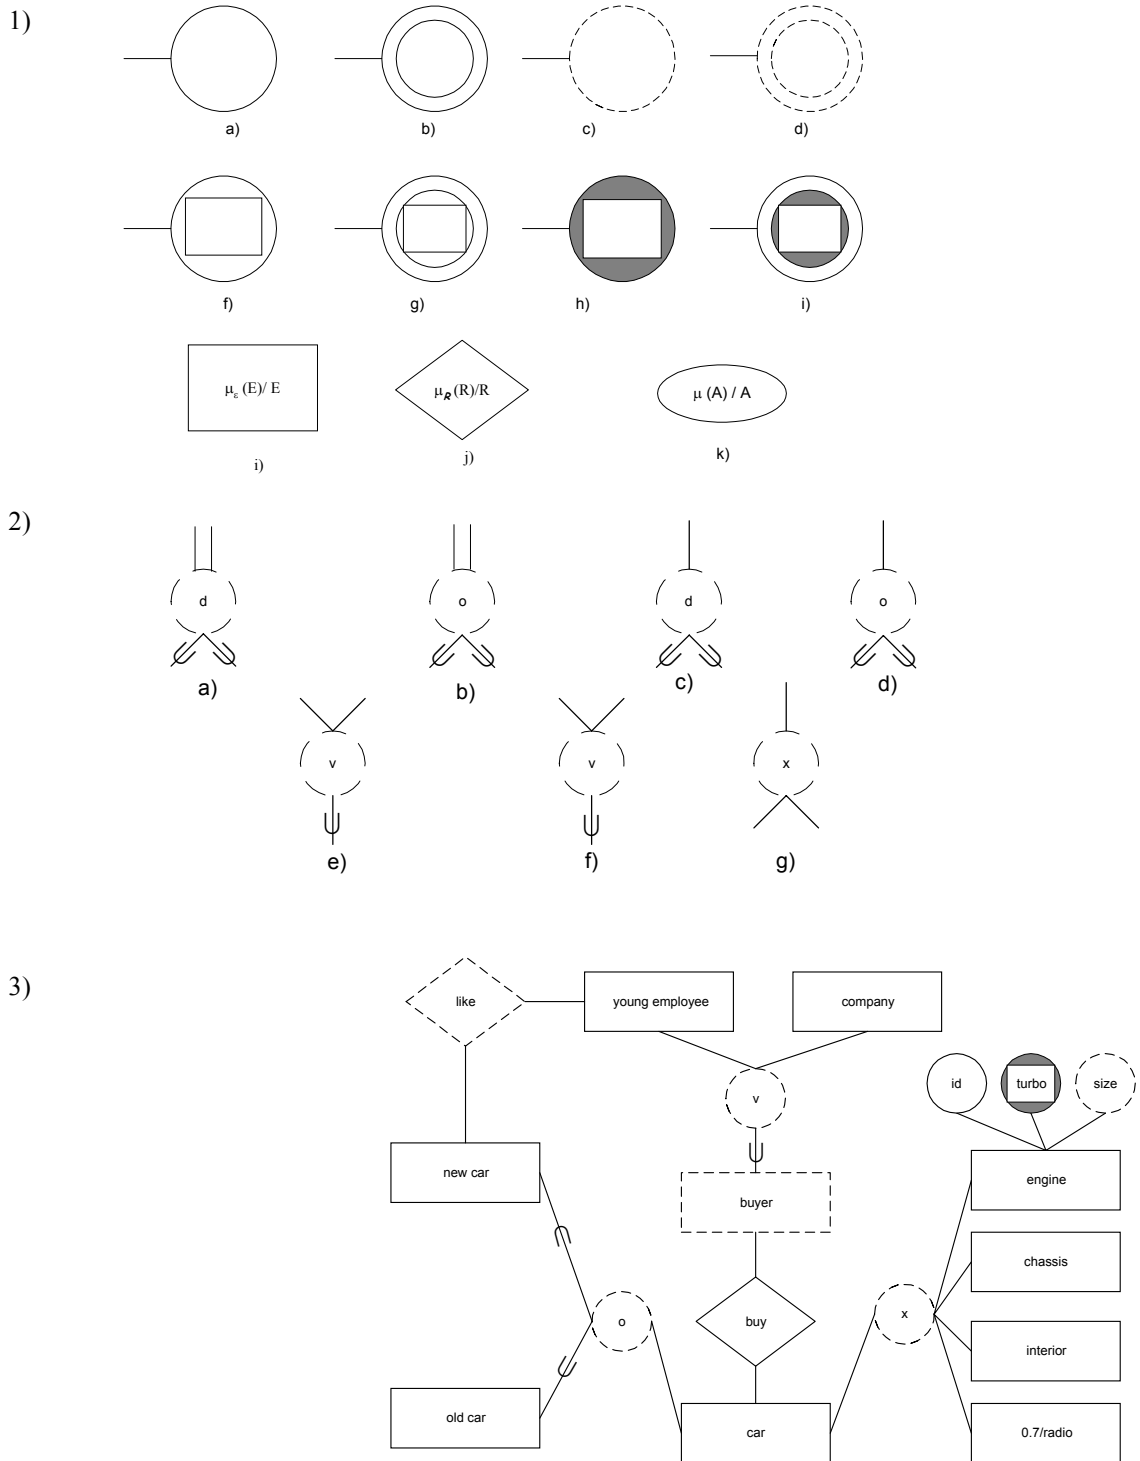 1)
a) b) c) d)
f) g) h) i)
με (E)/ E μR (R)/R μ (A) / A
i) j) k)
2)
d o d o
a) b) c) d)
v v x
e) f) g)
3)
like young employee company
id turbo size
v
new car engine
buyer
chassis
o buy x
interior
old car car 0.7/radio